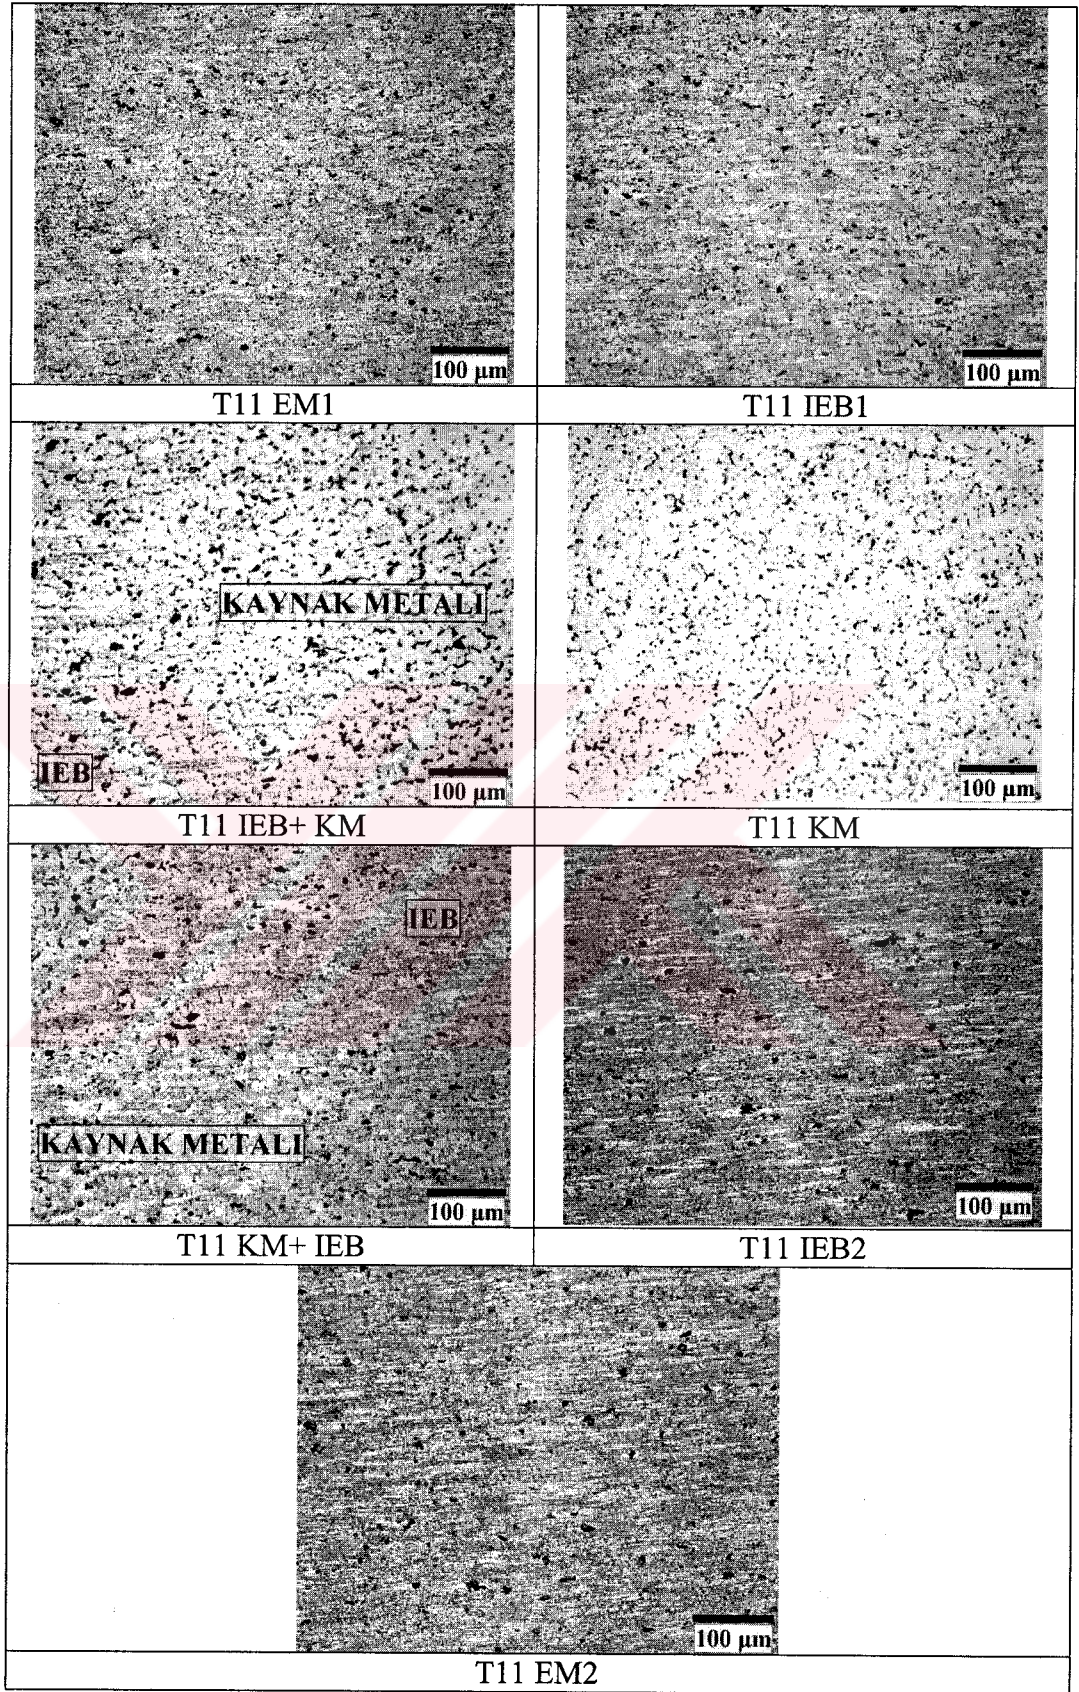 100 µm
100 µm
T11 EM1
T11 IEB1
KAYNAK METALI
IEB
100 µm
100 µm
T11 IEB+ KM
T11 KM
IEB
KAYNAK METALI
100 µm
100 µm
T11 KM+ IEB
T11 IEB2
100 µm
T11 EM2